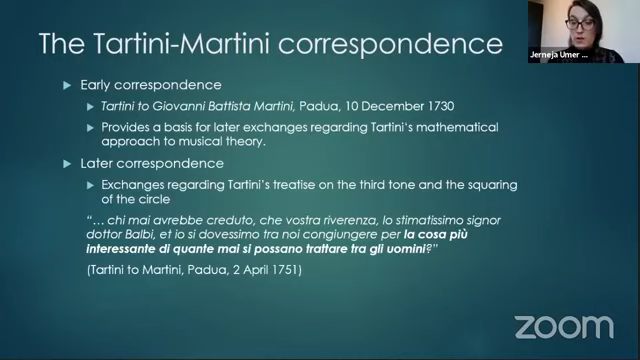 The Tartini-Martini correspondence
Early correspondence
Tartini to Giovanni Battista Martini, Padua, 10 December 1730
Provides a basis for later exchanges regarding Tartini's mathematical
approach to musical theory.
Later correspondence
Exchanges regarding Tartini's treatise on the third tone and the squaring
of the circle
"... chi mai avrebbe creduto, che vostra riverenza, lo stimatissimo signor
dottor Balbi, et io si dovessimo tra noi congiungere per la cosa più
interessante di quante mai si possano trattare tra gli uomini?"
(Tartini to Martini, Padua, 2 April 1751)
Jerneja Umer ...
zoom